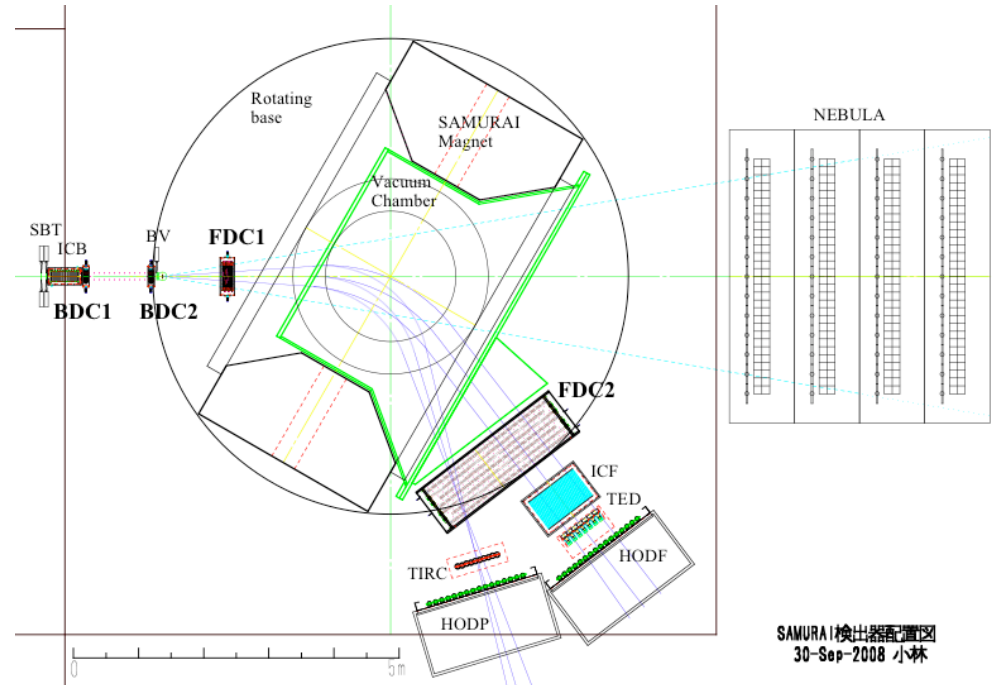 NEBULA
Rotating
base
SAMURAI
Magnet
Vacuum
Chamber
SBT
ICB
BV
FDC1
BDC1
BDC2
FDC2
ICF
TED
HODF
TIRC
HODP
0
5m
SAMURAI検出器配置図
30-Sep-2008 小林